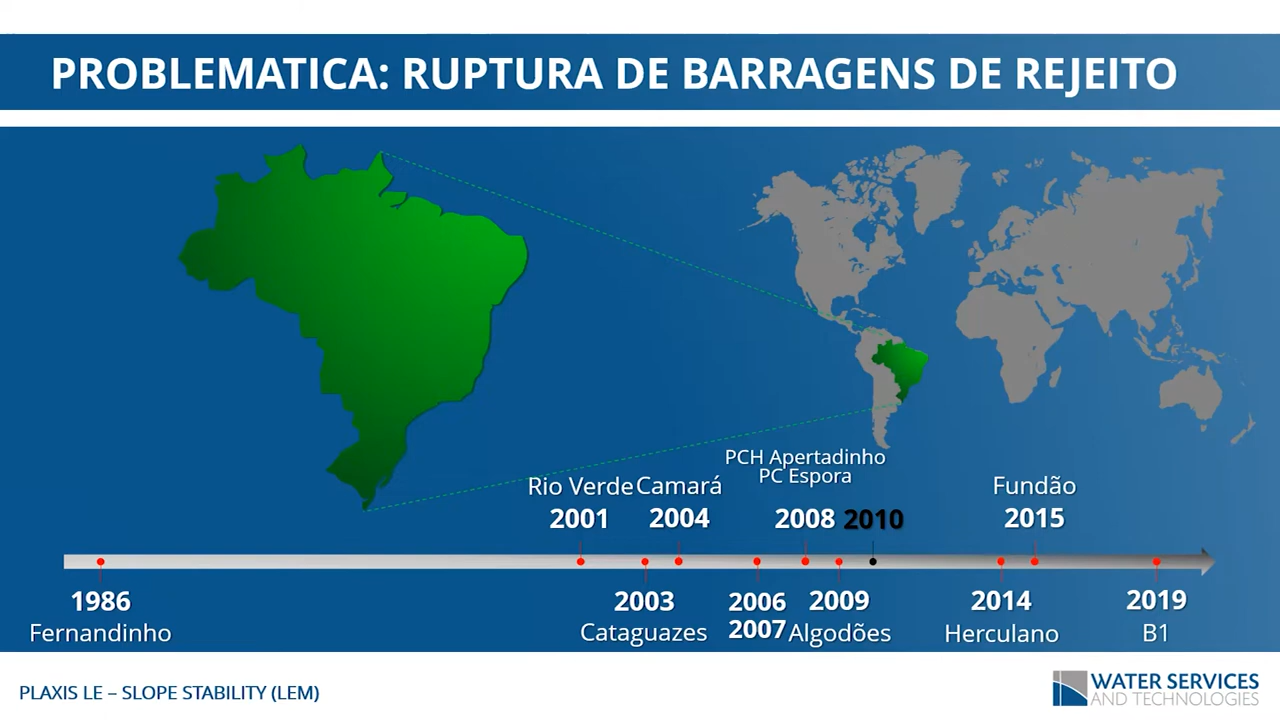 PROBLEMATICA: RUPTURA DE BARRAGENS DE REJEITO
PCH Apertadinho
PC Espora
Rio Verde Camará Fundão
2001 2004 2008 2010 2015
1986 2003 2006 2009 2014 2019
2007
Fernandinho Cataguazes Algodões Herculano B1
PLAXIS LE – SLOPE STABILITY (LEM)
WATER SERVICES
AND TECHNOLOGIES